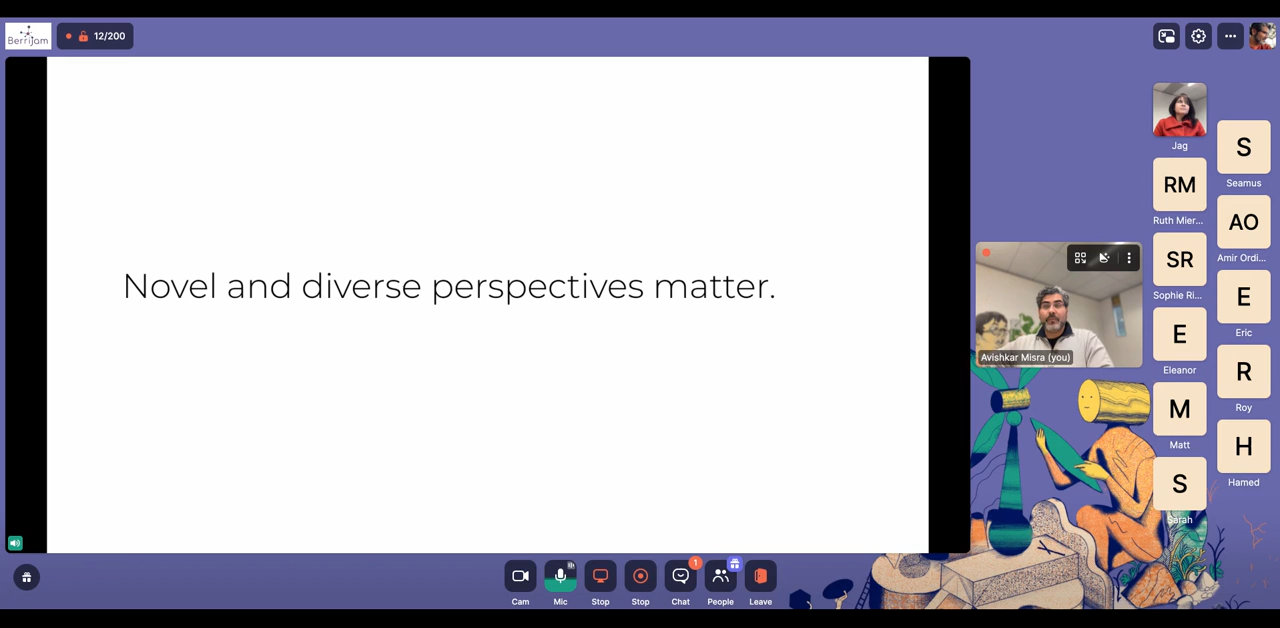 Berrijam
12/200
Novel and diverse perspectives matter.
Avishkar Misra (you)
Jag
S
Seamus
RM
Ruth Mier...
AO
Amir Ordi...
SR
Sophie Ri...
E
Eric
E
Eleanor
R
Roy
M
Matt
H
Hamed
S
Sarah
1
Cam
Mic
Stop
Stop
Chat
People
Leave